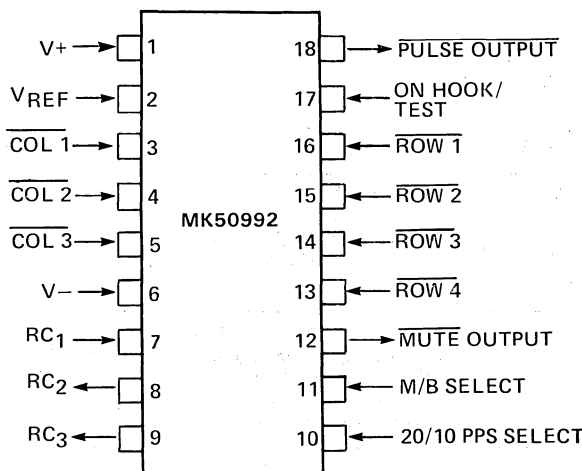 V+ 1 18 PULSE OUTPUT
VREF 2 17 ON HOOK/
TEST
COL 1 3 16 ROW 1
COL 2 4 15 ROW 2
MK50992
COL 3 5 14 ROW 3
V− 6 13 ROW 4
RC1 7 12 MUTE OUTPUT
RC2 8 11 M/B SELECT
RC3 9 10 20/10 PPS SELECT